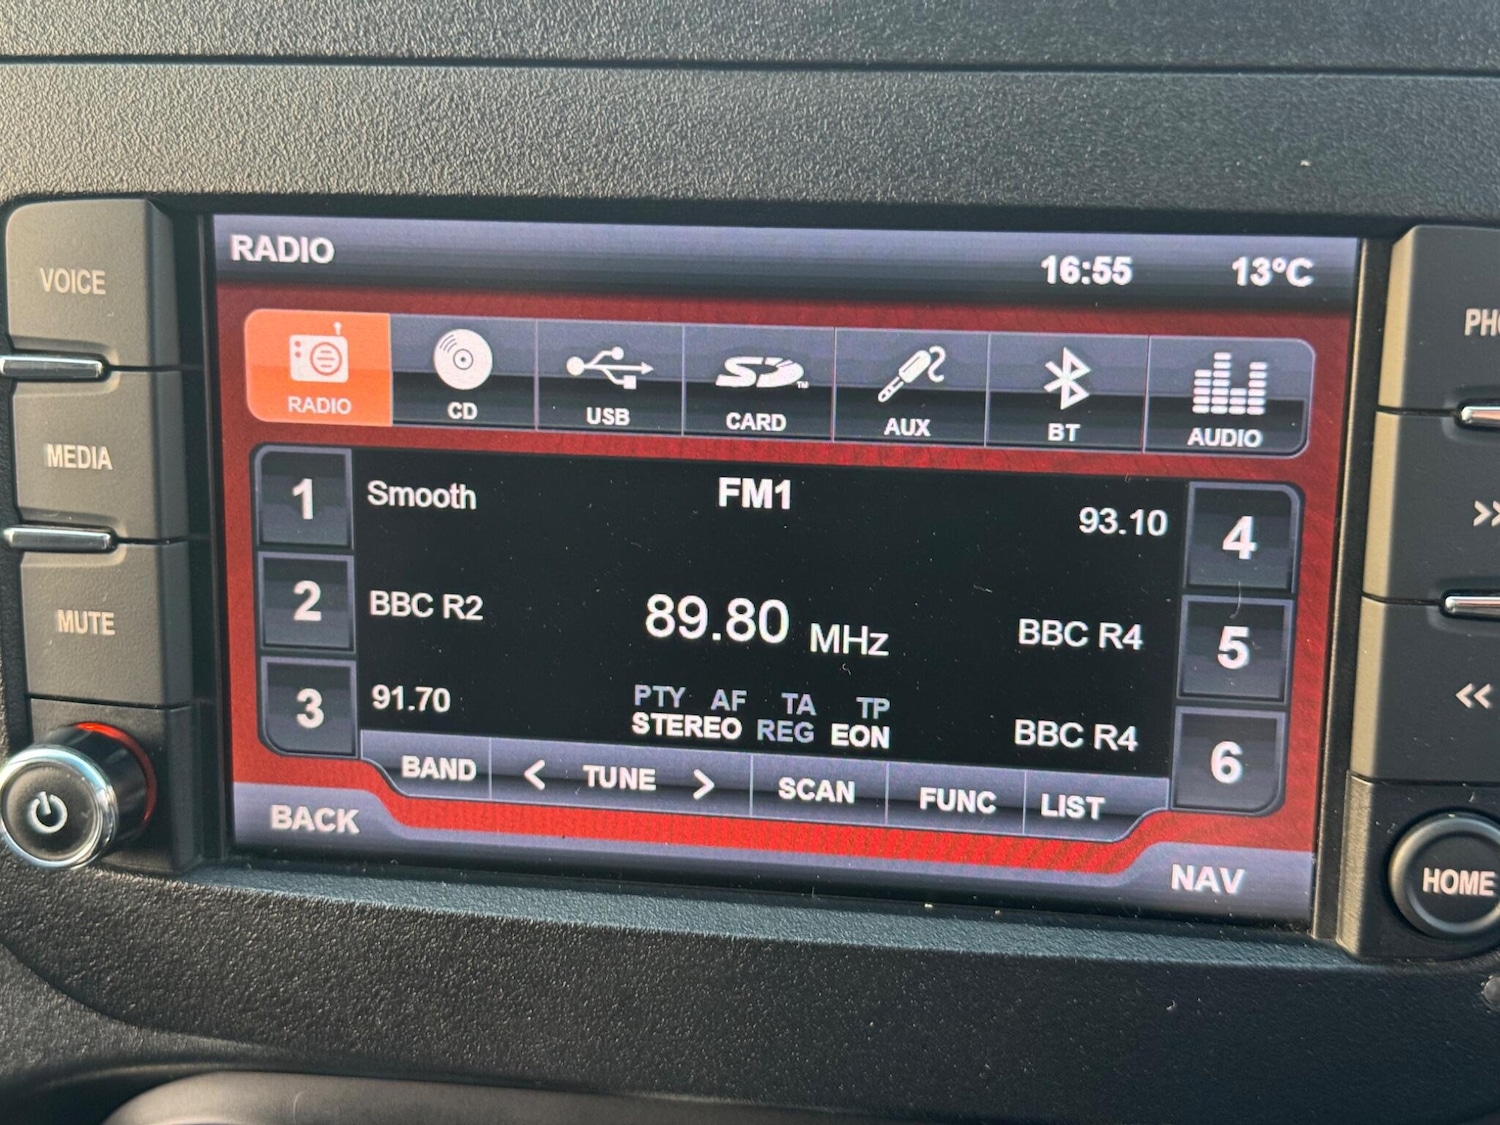 RADIO 16:55 13°C
VOICE
MEDIA
MUTE
RADIO CD USB SD™ CARD AUX BT AUDIO
1 Smooth FM1 93.10 4
2 BBC R2 89.80 MHz BBC R4 5
3 91.70 PTY AF TA TP
STEREO REG EON BBC R4 6
BAND < TUNE > SCAN FUNC LIST
BACK NAV
>>
<<
HOME